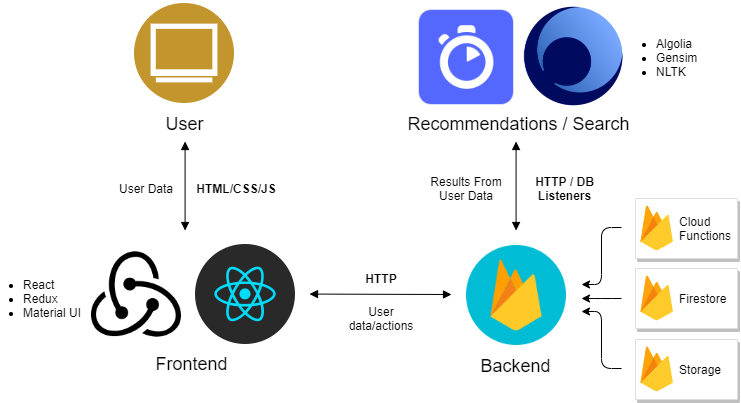 Algolia
Gensim
NLTK
User
Recommendations / Search
User Data
HTML/CSS/JS
Results From
User Data
HTTP / DB
Listeners
Cloud
Functions
React
Redux
Material UI
HTTP
User
data/actions
Firestore
Storage
Frontend
Backend